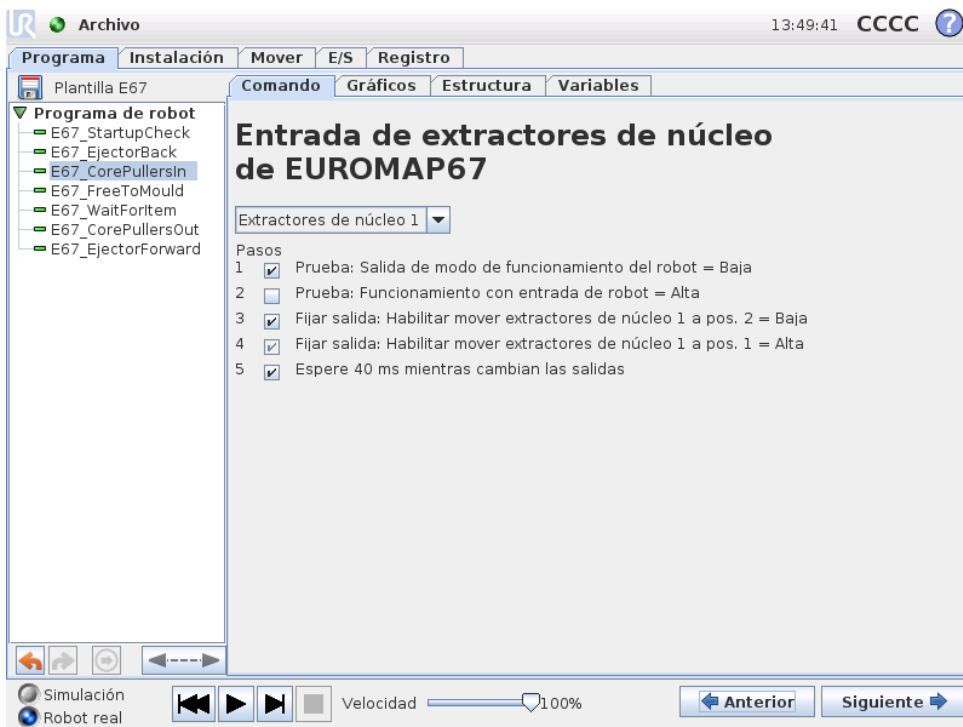 UR Archivo 13:49:41 CCCC ?
Programa Instalación Mover E/S Registro
Plantilla E67
Comando Gráficos Estructura Variables
Programa de robot
E67_StartupCheck
E67_EjectorBack
E67_CorePullersIn
E67_FreeToMould
E67_WaitForItem
E67_CorePullersOut
E67_EjectorForward
Entrada de extractores de núcleo
de EUROMAP67
Extractores de núcleo 1
Pasos
1 Prueba: Salida de modo de funcionamiento del robot = Baja
2 Prueba: Funcionamiento con entrada de robot = Alta
3 Fijar salida: Habilitar mover extractores de núcleo 1 a pos. 2 = Baja
4 Fijar salida: Habilitar mover extractores de núcleo 1 a pos. 1 = Alta
5 Espere 40 ms mientras cambian las salidas
Simulación
Robot real
Velocidad 100%
Anterior Siguiente